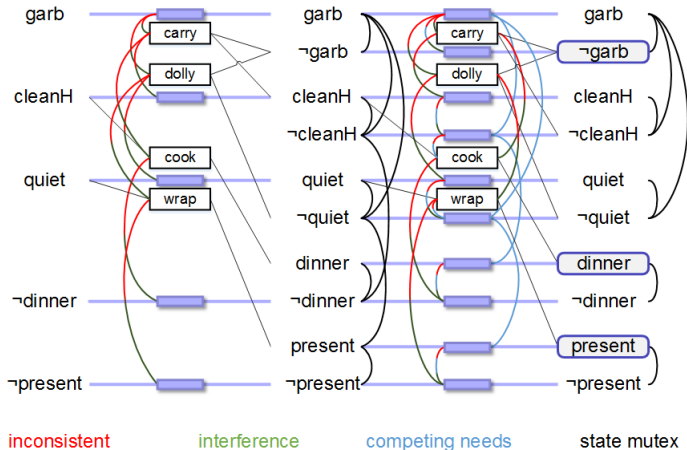 garb garb garb
carry carry
¬garb ¬garb
dolly dolly
cleanH cleanH cleanH
¬cleanH ¬cleanH
cook cook
quiet quiet quiet
wrap wrap
¬quiet ¬quiet
dinner dinner
¬dinner ¬dinner ¬dinner
present present
¬present ¬present ¬present
inconsistent interference competing needs state mutex